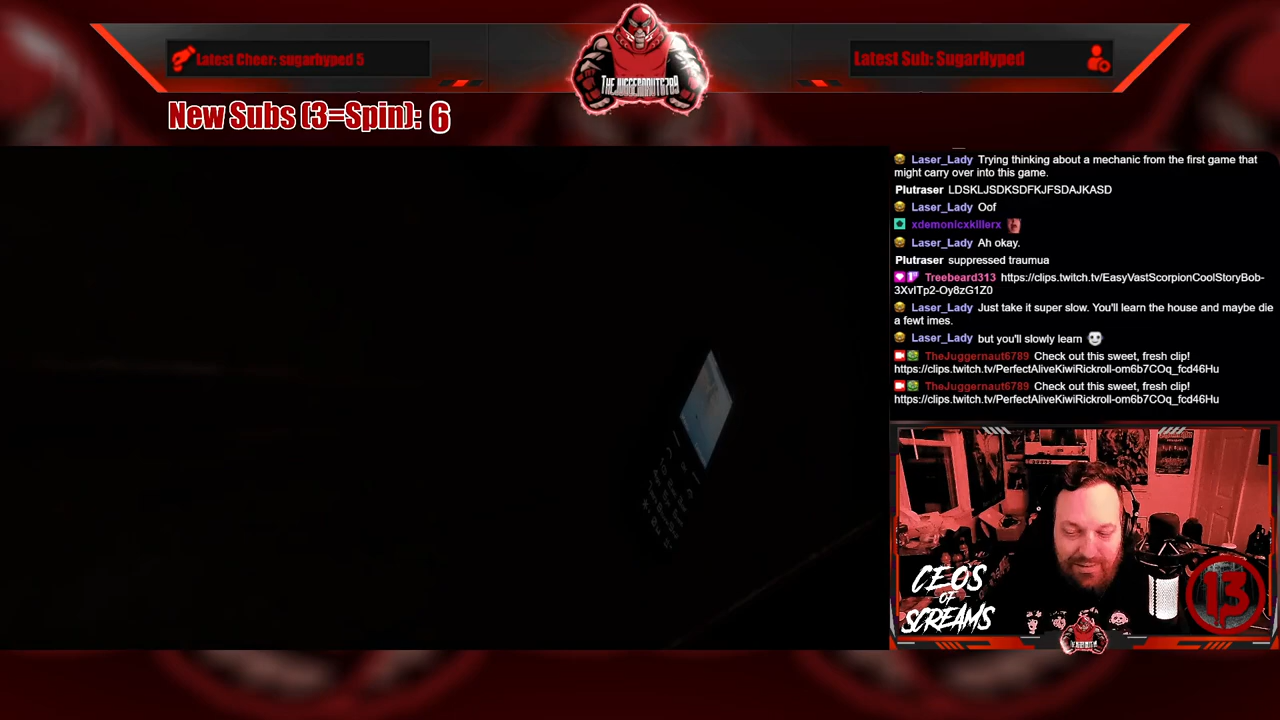 Latest Cheer: sugarhyped 5
THEJUGGERNAUT6789
Latest Sub: SugarHyped
New Subs (3=Spin): 6
Laser_Lady Trying thinking about a mechanic from the first game that
might carry over into this game.
Plutraser LDSKLJSDKSDFKJFSDAJKASD
Laser_Lady Oof
xdemonicxkillerx
Laser_Lady Ah okay.
Plutraser suppressed traumua
Treebeard313 https://clips.twitch.tv/EasyVastScorpionCoolStoryBob-
3XvITp2-Oy8zG1Z0
Laser_Lady Just take it super slow. You'll learn the house and maybe die
a fewt imes.
Laser_Lady but you'll slowly learn
TheJuggernaut6789 Check out this sweet, fresh clip!
https://clips.twitch.tv/PerfectAliveKiwiRickroll-om6b7COq_fcd46Hu
TheJuggernaut6789 Check out this sweet, fresh clip!
https://clips.twitch.tv/PerfectAliveKiwiRickroll-om6b7COq_fcd46Hu
CEOS
OF
SCREAMS
13